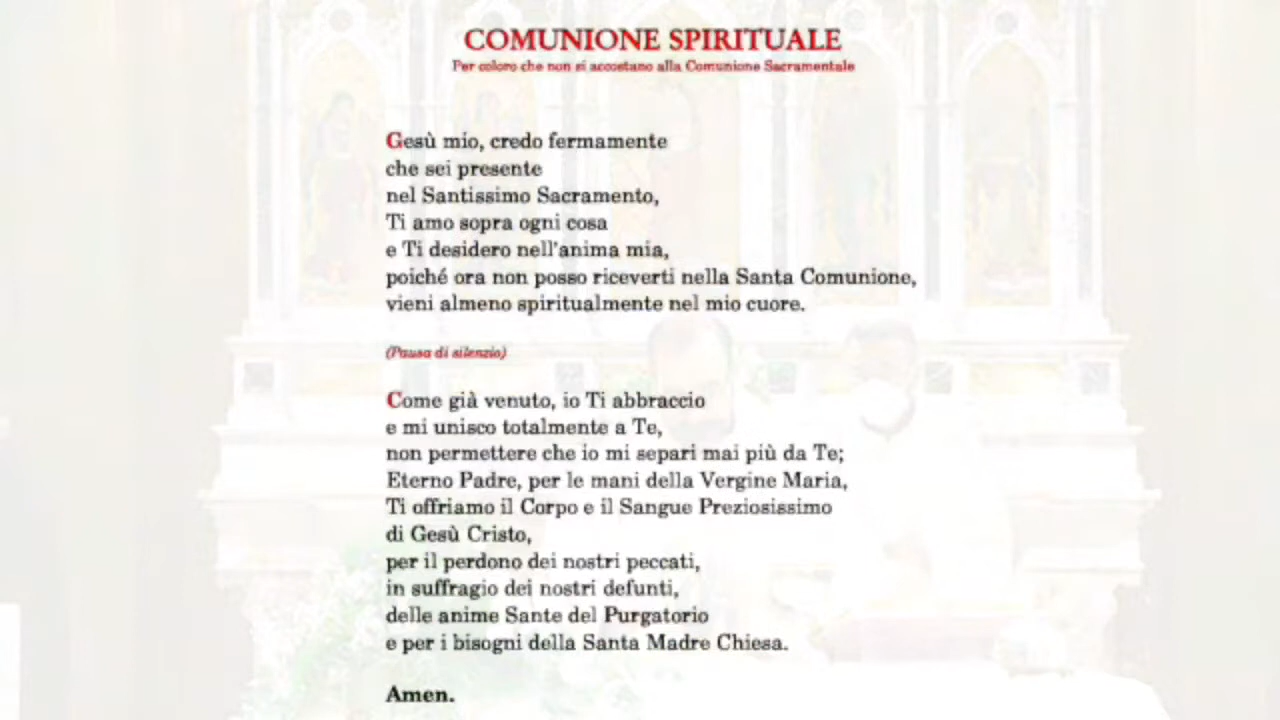 COMUNIONE SPIRITUALE
Per coloro che non si accostano alla Comunione Sacramentale
Gesù mio, credo fermamente
che sei presente
nel Santissimo Sacramento,
Ti amo sopra ogni cosa
e Ti desidero nell'anima mia,
poiché ora non posso riceverti nella Santa Comunione,
vieni almeno spiritualmente nel mio cuore.
(Pausa di silenzio)
Come già venuto, io Ti abbraccio
e mi unisco totalmente a Te,
non permettere che io mi separi mai più da Te;
Eterno Padre, per le mani della Vergine Maria,
Ti offriamo il Corpo e il Sangue Preziosissimo
di Gesù Cristo,
per il perdono dei nostri peccati,
in suffragio dei nostri defunti,
delle anime Sante del Purgatorio
e per i bisogni della Santa Madre Chiesa.
Amen.